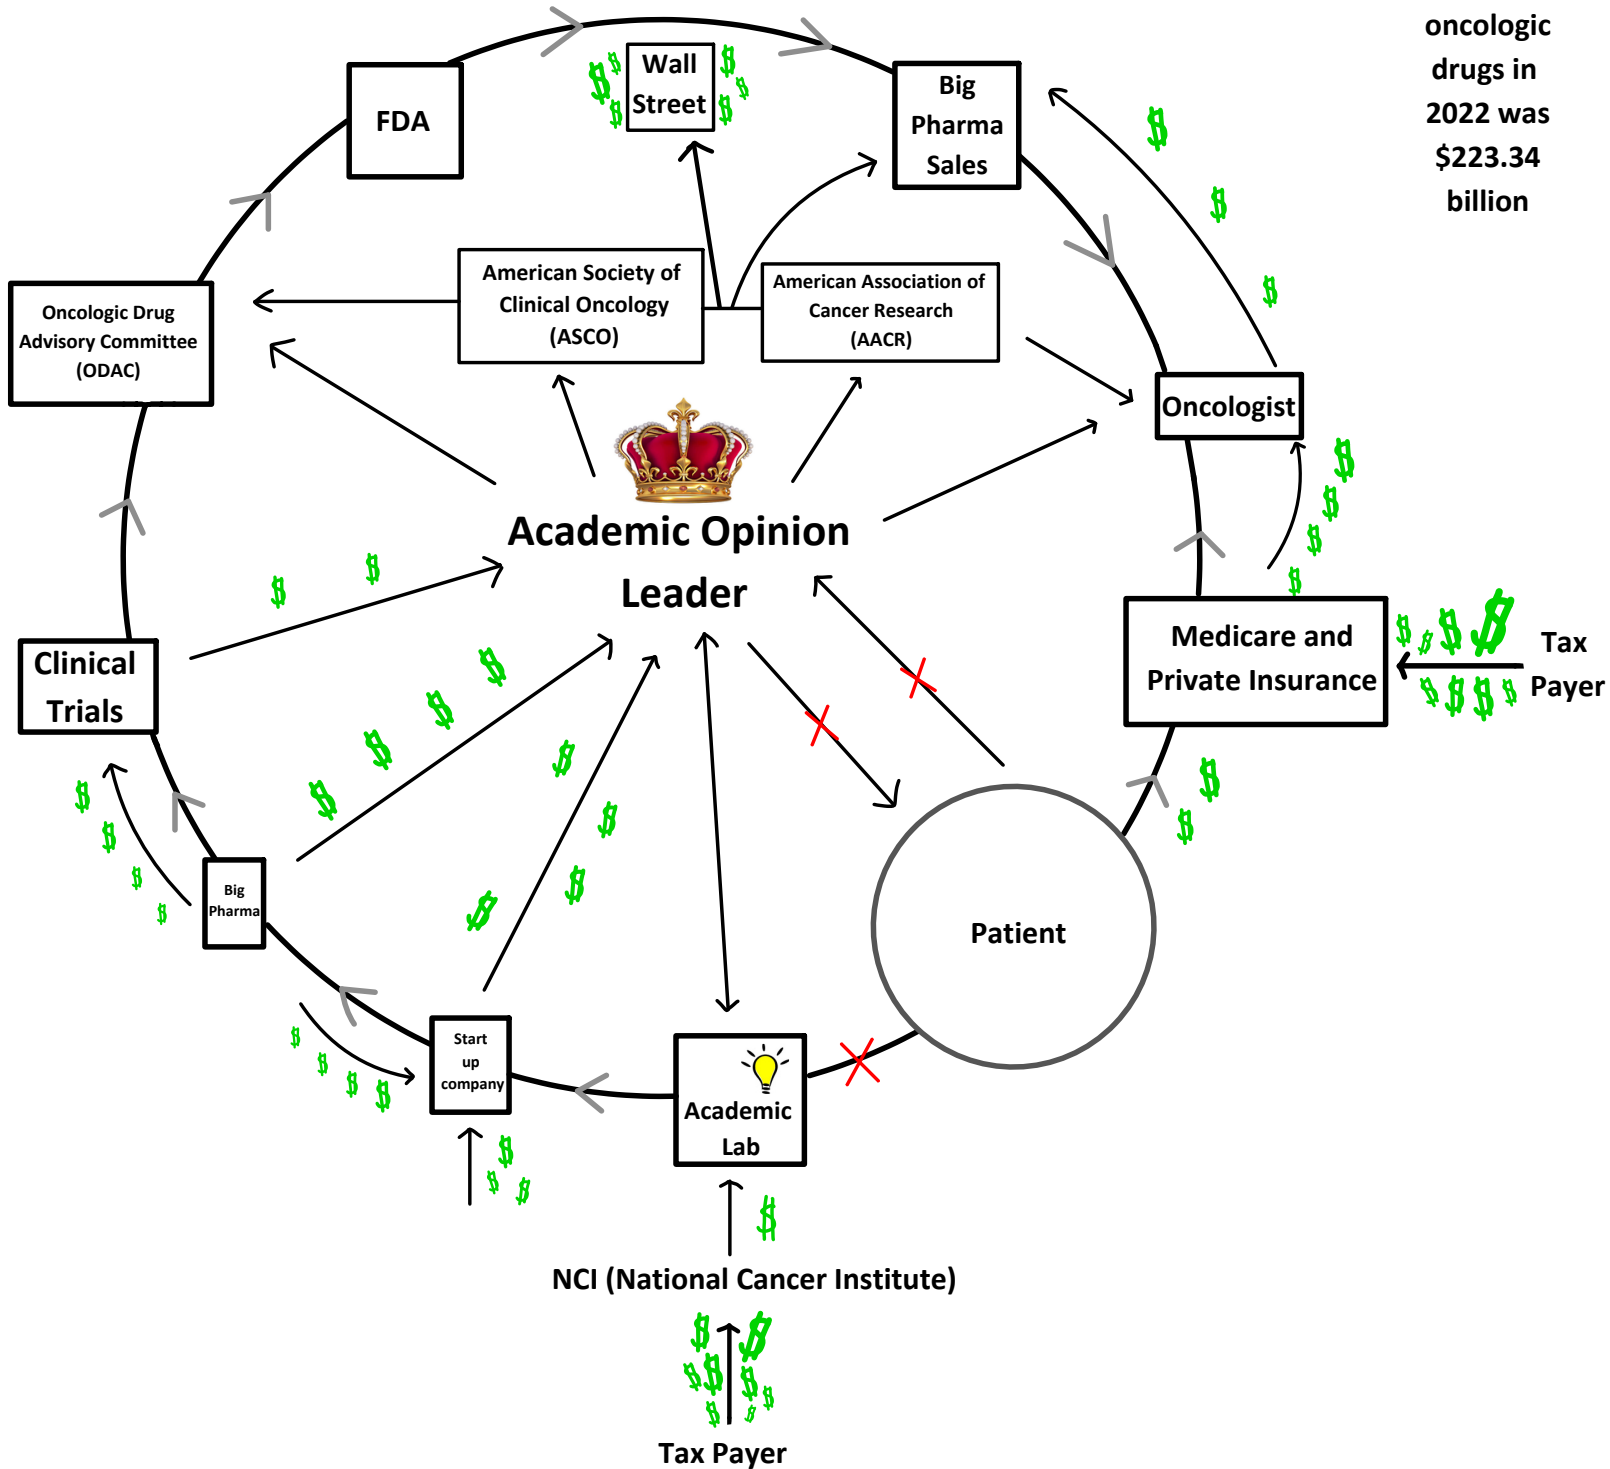 oncologic
drugs in
2022 was
$223.34
billion
Wall
Street
FDA
Big
Pharma
Sales
American Society of
Clinical Oncology
(ASCO)
American Association of
Cancer Research
(AACR)
Oncologic Drug
Advisory Committee
(ODAC)
Oncologist
Academic Opinion
Leader
Clinical
Trials
Medicare and
Private Insurance
Tax
Payer
Big
Pharma
Patient
Start
up
company
Academic
Lab
NCI (National Cancer Institute)
Tax Payer